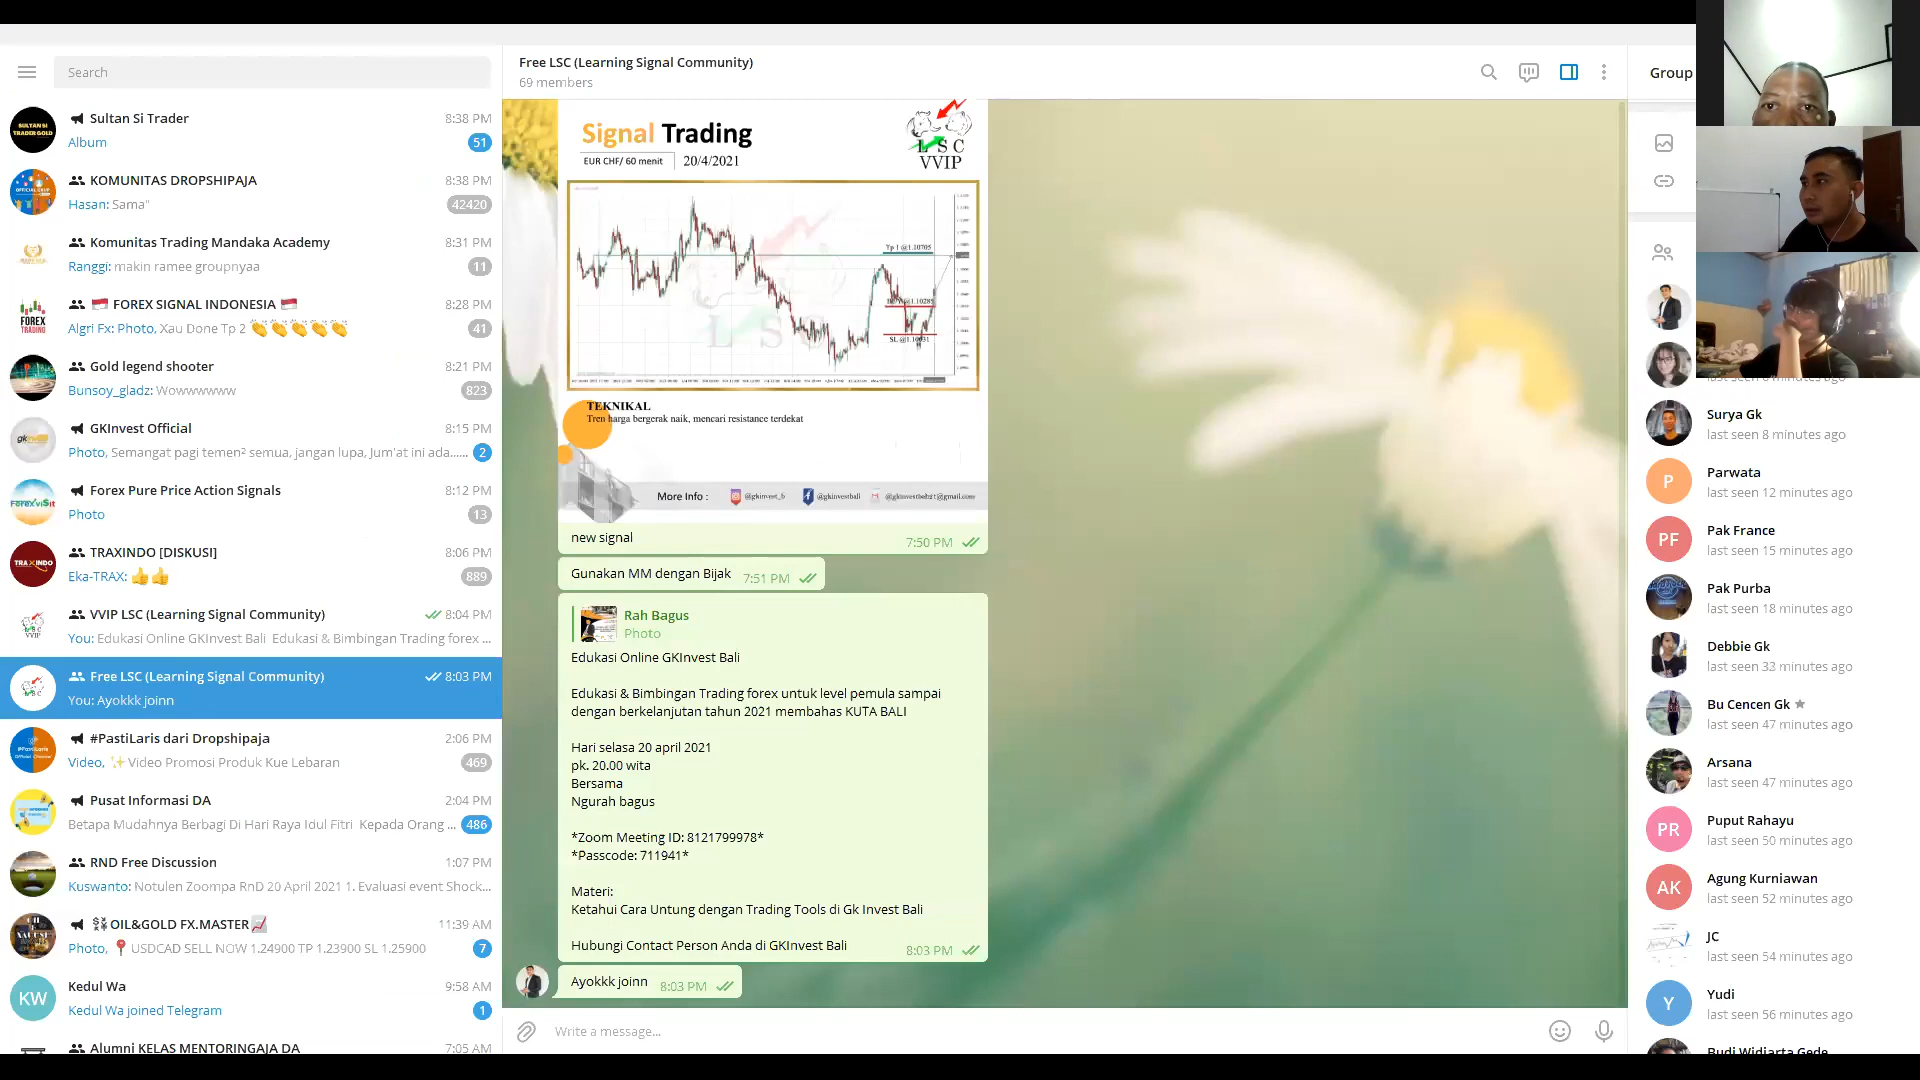 Search
Sultan Si Trader 8:38 PM
Album 51
KOMUNITAS DROPSHIPAJA 8:38 PM
Hasan: Sama" 42420
Komunitas Trading Mandaka Academy 8:31 PM
Ranggi: makin ramee groupnyaa 11
FOREX SIGNAL INDONESIA 8:28 PM
Algri Fx: Photo, Xau Done Tp 2 👏👏👏👏👏 41
Gold legend shooter 8:21 PM
Bunsoy_gladz: Wowwwwww 823
GKInvest Official 8:15 PM
Photo, Semangat pagi temen² semua, jangan lupa, Jum'at ini ada...... 2
Forex Pure Price Action Signals 8:12 PM
Photo 13
TRAXINDO [DISKUSI] 8:06 PM
Eka-TRAX: 👍👍 889
VVIP LSC (Learning Signal Community) 8:04 PM
You: Edukasi Online GKInvest Bali Edukasi & Bimbingan Trading forex ...
Free LSC (Learning Signal Community) 8:03 PM
You: Ayokkk joinn
#PastiLaris dari Dropshipaja 2:06 PM
Video, ✨Video Promosi Produk Kue Lebaran 469
Pusat Informasi DA 2:04 PM
Betapa Mudahnya Berbagi Di Hari Raya Idul Fitri Kepada Orang ... 486
RND Free Discussion 1:07 PM
Kuswanto: Notulen Zoompa RnD 20 April 2021 1. Evaluasi event Shock...
OIL&GOLD FX.MASTER 11:39 AM
Photo, 📍 USDCAD SELL NOW 1.24900 TP 1.23900 SL 1.25900 7
KW
Kedul Wa 9:58 AM
Kedul Wa joined Telegram 1
Alumni KELAS MENTORINGAJA DA 7:05 AM
Free LSC (Learning Signal Community)
69 members
Signal Trading
EUR CHF/ 60 menit 20/4/2021
LSC
VVIP
Yp 1 @1.10705
SL @1.10031
TEKNIKAL
Tren harga bergerak naik, mencari resistance terdekat
More Info : @gkinvest_b @gkinvestbali
new signal 7:50 PM
Gunakan MM dengan Bijak 7:51 PM
Rah Bagus
Photo
Edukasi Online GKInvest Bali
Edukasi & Bimbingan Trading forex untuk level pemula sampai
dengan berkelanjutan tahun 2021 membahas KUTA BALI
Hari selasa 20 april 2021
pk. 20.00 wita
Bersama
Ngurah bagus
*Zoom Meeting ID: 8121799978*
*Passcode: 711941*
Materi:
Ketahui Cara Untung dengan Trading Tools di Gk Invest Bali
Hubungi Contact Person Anda di GKInvest Bali 8:03 PM
Ayokkk joinn 8:03 PM
Write a message...
Group
Surya Gk
last seen 8 minutes ago
P
Parwata
last seen 12 minutes ago
PF
Pak France
last seen 15 minutes ago
Pak Purba
last seen 18 minutes ago
Debbie Gk
last seen 33 minutes ago
Bu Cencen Gk
last seen 47 minutes ago
Arsana
last seen 47 minutes ago
PR
Puput Rahayu
last seen 50 minutes ago
AK
Agung Kurniawan
last seen 52 minutes ago
JC
last seen 54 minutes ago
Y
Yudi
last seen 56 minutes ago
Budi Widiarta Gede